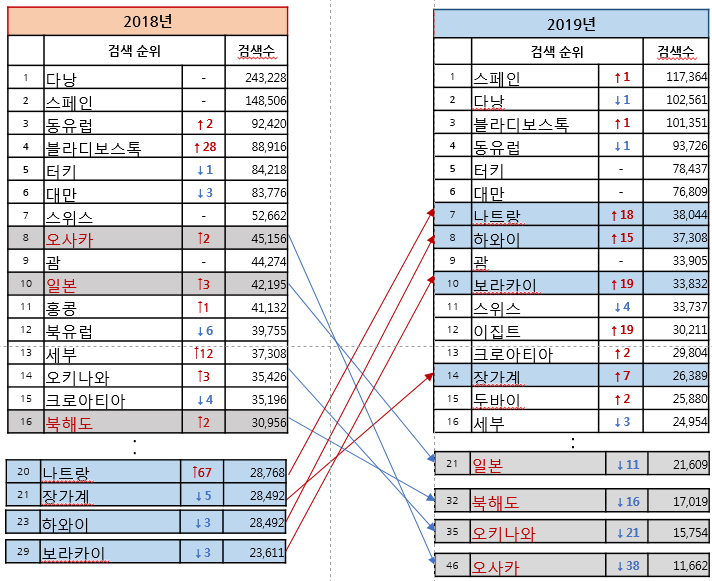 2018년
검색 순위 검색수
1 다낭 - 243,228
2 스페인 - 148,506
3 동유럽 ↑2 92,420
4 블라디보스톡 ↑28 88,916
5 터키 ↓1 84,218
6 대만 ↓3 83,776
7 스위스 - 52,662
8 오사카 ↑2 45,156
9 괌 - 44,274
10 일본 ↑3 42,195
11 홍콩 ↑1 41,132
12 북유럽 ↓6 39,755
13 세부 ↑12 37,308
14 오키나와 ↑3 35,426
15 크로아티아 ↓4 35,196
16 북해도 ↑2 30,956
:
20 나트랑 ↑67 28,768
21 장가계 ↓5 28,492
23 하와이 ↓3 28,492
29 보라카이 ↓3 23,611
2019년
검색 순위 검색수
1 스페인 ↑1 117,364
2 다낭 ↓1 102,561
3 블라디보스톡 ↑1 101,351
4 동유럽 ↓1 93,726
5 터키 - 78,437
6 대만 - 76,809
7 나트랑 ↑18 38,044
8 하와이 ↑15 37,308
9 괌 - 33,905
10 보라카이 ↑19 33,832
11 스위스 ↓4 33,737
12 이집트 ↑19 30,211
13 크로아티아 ↑2 29,804
14 장가계 ↑7 26,389
15 두바이 ↑2 25,880
16 세부 ↓3 24,954
:
21 일본 ↓11 21,609
32 북해도 ↓16 17,019
35 오키나와 ↓21 15,754
46 오사카 ↓38 11,662